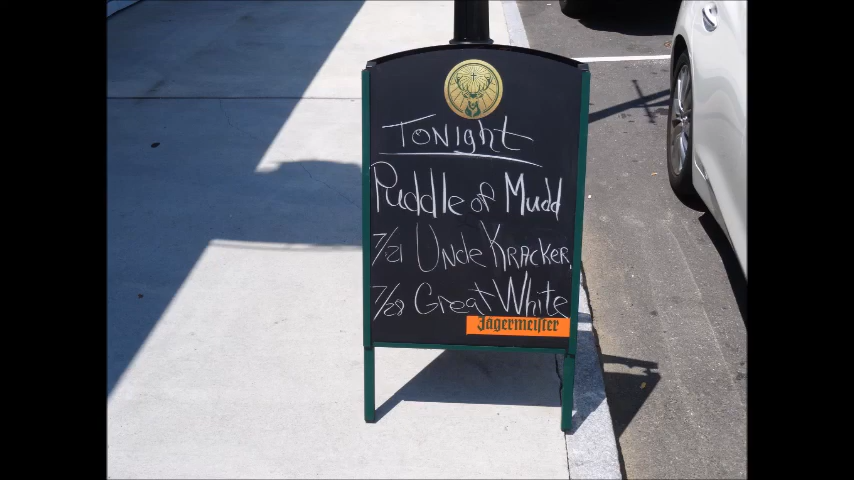 Tonight
Puddle of Mudd
7/21 Uncle Kracker
7/28 Great White
Jägermeister